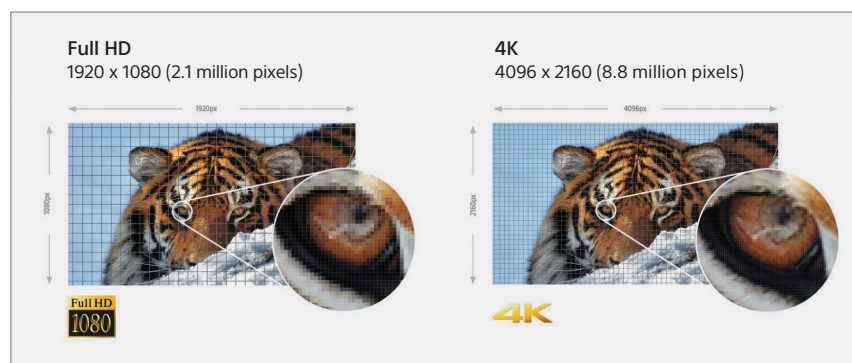 Full HD
1920 x 1080 (2.1 million pixels)
1920px
1080px
Full HD
1080
4K
4096 x 2160 (8.8 million pixels)
4096px
2160px
4K